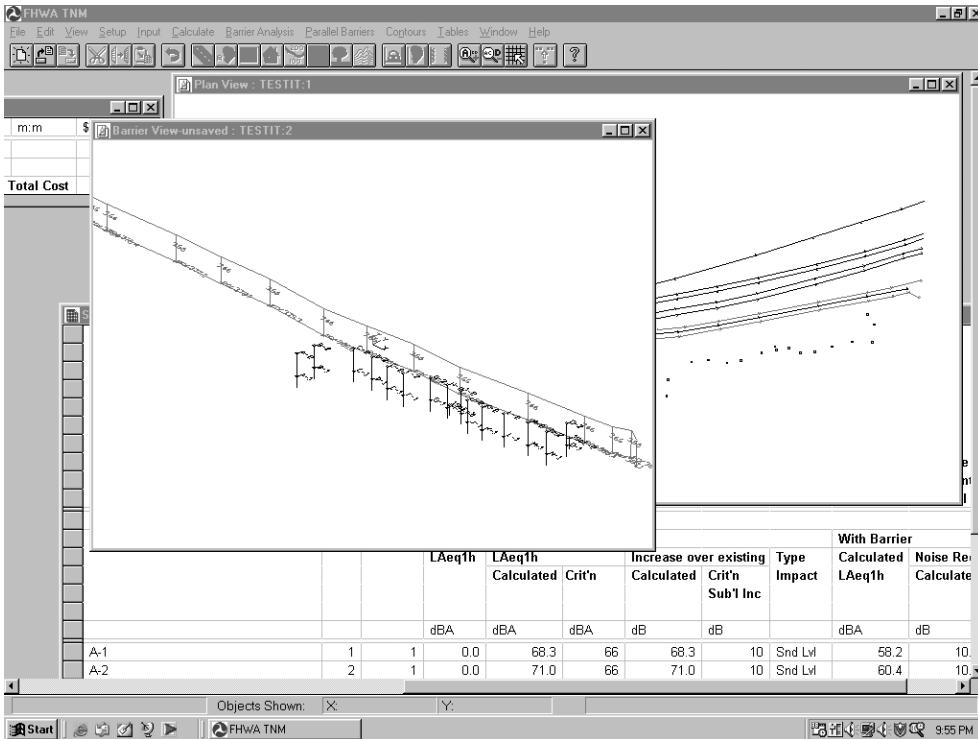 FHWA TNM
File Edit View Setup Input Calculate Barrier Analysis Parallel Barriers Contours Tables Window Help
Plan View : TESTIT:1
m:m $
Barrier View-unsaved : TESTIT:2
Total Cost
With Barrier
LAeq1h LAeq1h Increase over existing Type Calculated Noise Re
Calculated Crit'n Calculated Crit'n Impact LAeq1h Calculate
Sub'l Inc
dBA dBA dBA dB dB dBA dB
A-1 1 1 0.0 68.3 66 68.3 10 Snd Lvl 58.2 10.
A-2 2 1 0.0 71.0 66 71.0 10 Snd Lvl 60.4 10.
Objects Shown: X: Y:
Start FHWA TNM 9:55 PM